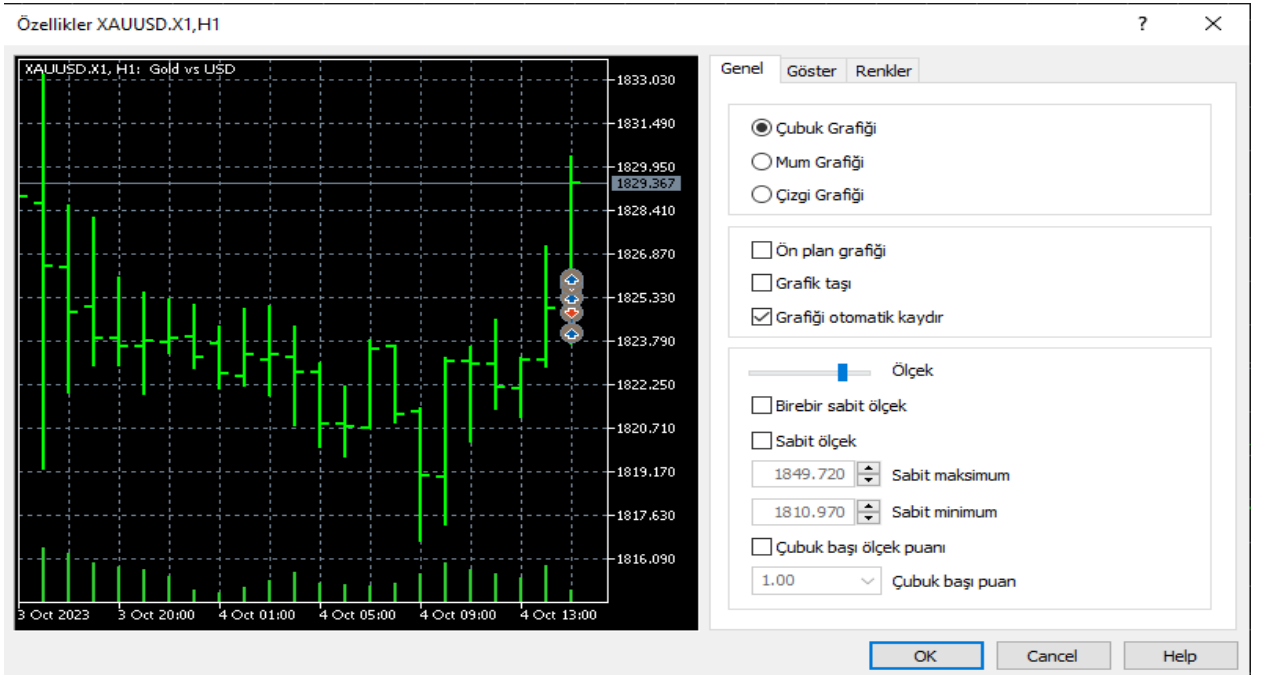 Özellikler XAUUSD.X1,H1
?
XAUUSD.X1, H1: Gold vs USD
1833.030
1831.490
1829.950
1829.367
1828.410
1826.870
1825.330
1823.790
1822.250
1820.710
1819.170
1817.630
1816.090
3 Oct 2023 3 Oct 20:00 4 Oct 01:00 4 Oct 05:00 4 Oct 09:00 4 Oct 13:00
Genel Göster Renkler
Çubuk Grafiği
Mum Grafiği
Çizgi Grafiği
Ön plan grafiği
Grafik taşı
Grafiği otomatik kaydır
Ölçek
Birebir sabit ölçek
Sabit ölçek
1849.720 Sabit maksimum
1810.970 Sabit minimum
Çubuk başı ölçek puanı
1.00 Çubuk başı puan
OK Cancel Help